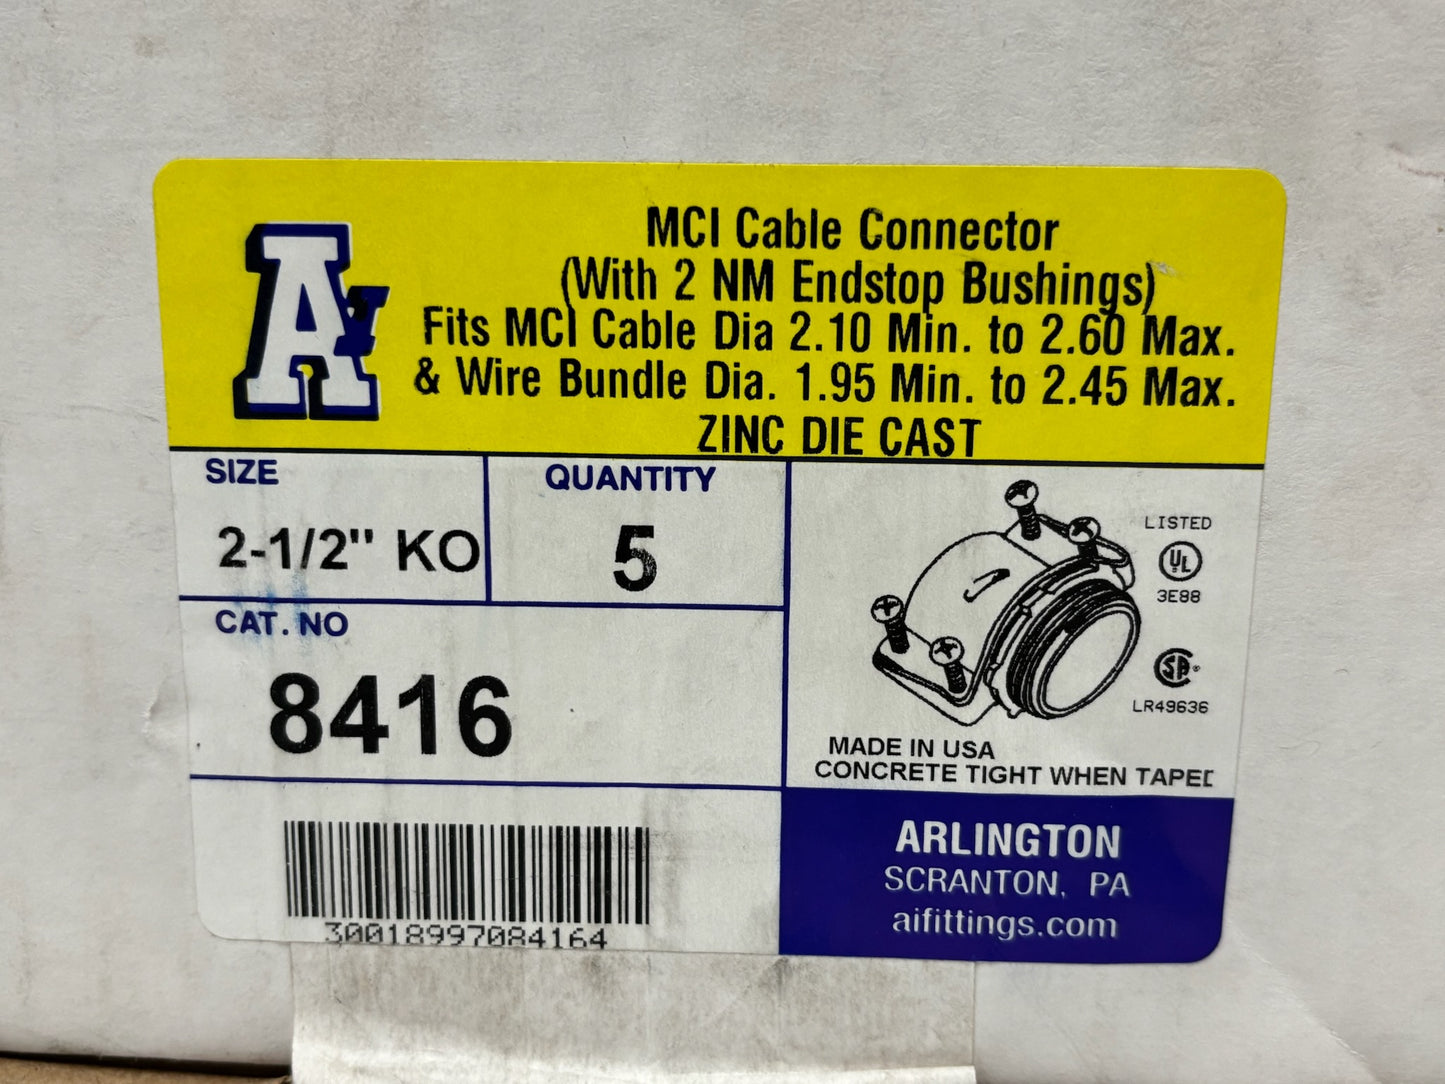 AI
MCI Cable Connector
(With 2 NM Endstop Bushings)
Fits MCI Cable Dia 2.10 Min. to 2.60 Max.
& Wire Bundle Dia. 1.95 Min. to 2.45 Max.
ZINC DIE CAST
SIZE
2-1/2" KO
QUANTITY
5
CAT. NO
8416
LISTED
UL
3E88
SA
LR49636
MADE IN USA
CONCRETE TIGHT WHEN TAPED
30018997084164
ARLINGTON
SCRANTON, PA
aifittings.com